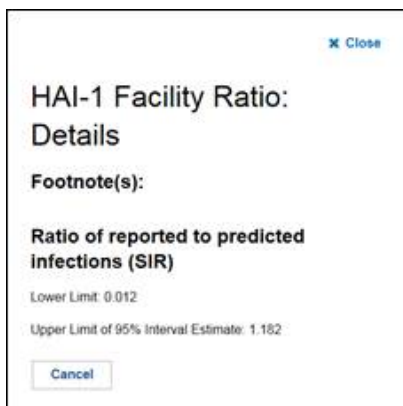 ✖ Close
HAI-1 Facility Ratio:
Details
Footnote(s):
Ratio of reported to predicted
infections (SIR)
Lower Limit: 0.012
Upper Limit of 95% Interval Estimate: 1.182
Cancel